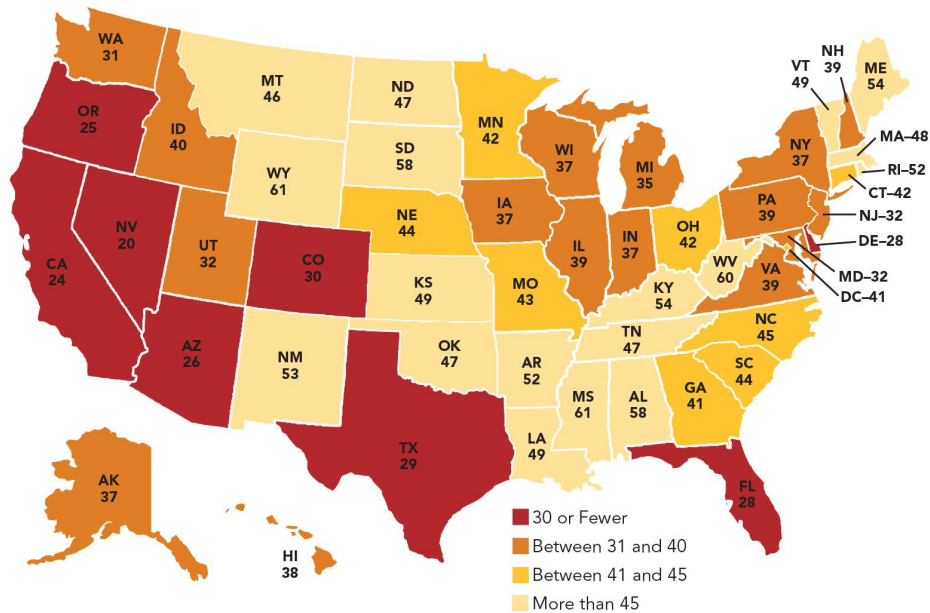 WA
31
OR
25
CA
24
NV
20
ID
40
MT
46
WY
61
UT
32
AZ
26
CO
30
NM
53
ND
47
SD
58
NE
44
KS
49
OK
47
TX
29
MN
42
IA
37
MO
43
AR
52
LA
49
WI
37
IL
39
MI
35
IN
37
OH
42
KY
54
TN
47
MS
61
AL
58
GA
41
FL
28
SC
44
NC
45
VA
39
WV
60
PA
39
NY
37
VT
49
NH
39
ME
54
MA–48
RI–52
CT–42
NJ–32
DE–28
MD–32
DC–41
AK
37
HI
38
30 or Fewer
Between 31 and 40
Between 41 and 45
More than 45